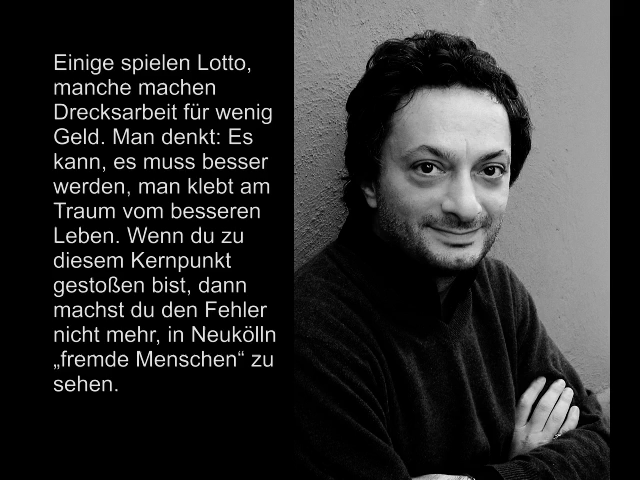 Einige spielen Lotto,
manche machen
Drecksarbeit für wenig
Geld. Man denkt: Es
kann, es muss besser
werden, man klebt am
Traum vom besseren
Leben. Wenn du zu
diesem Kernpunkt
gestoßen bist, dann
machst du den Fehler
nicht mehr, in Neukölln
„fremde Menschen“ zu
sehen.